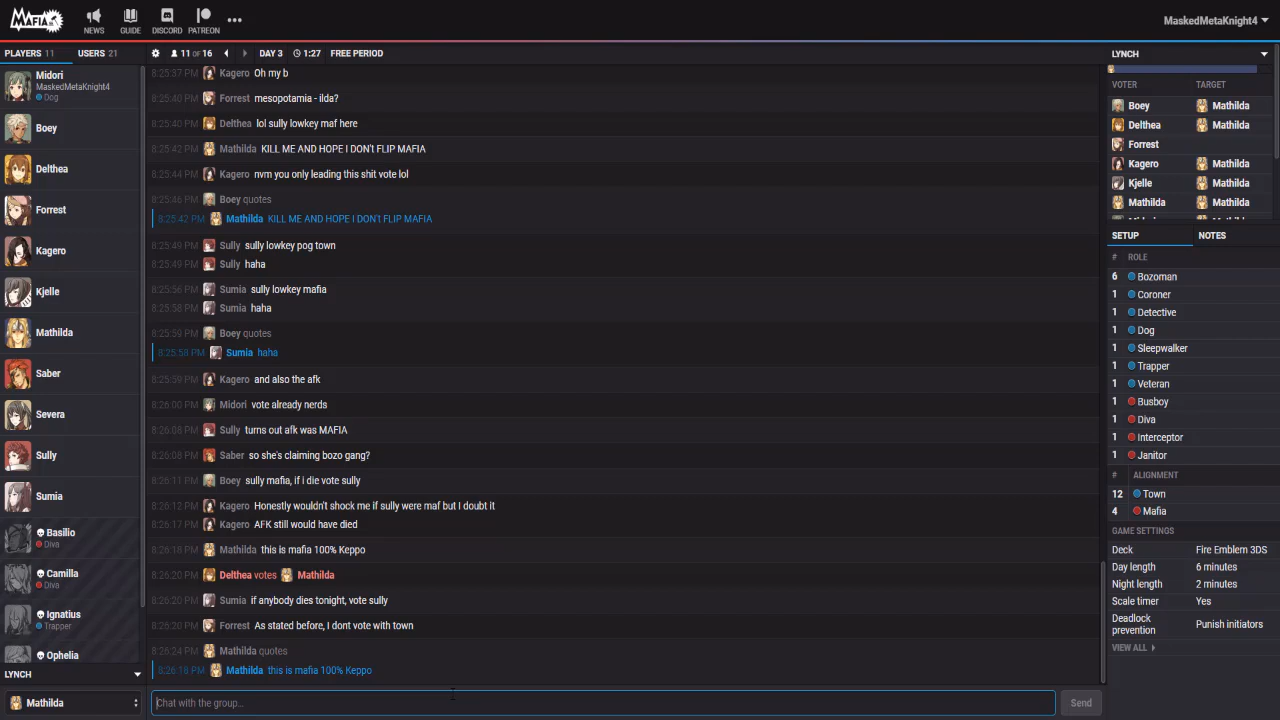 MAFIA
NEWS
GUIDE
DISCORD
PATREON
MaskedMetaKnight4
PLAYERS 11
USERS 21
11 of 16
DAY 3
1:27
FREE PERIOD
Midori
MaskedMetaKnight4
Dog
Boey
Delthea
Forrest
Kagero
Kjelle
Mathilda
Saber
Severa
Sully
Sumia
Basilio
Diva
Camilla
Diva
Ignatius
Trapper
Ophelia
LYNCH
Mathilda
8:25:37 PM Kagero Oh my b
8:25:40 PM Forrest mesopotamia - ilda?
8:25:40 PM Delthea lol sully lowkey maf here
8:25:42 PM Mathilda KILL ME AND HOPE I DON't FLIP MAFIA
8:25:44 PM Kagero nvm you only leading this shit vote lol
8:25:46 PM Boey quotes
8:25:42 PM Mathilda KILL ME AND HOPE I DON't FLIP MAFIA
8:25:49 PM Sully sully lowkey pog town
8:25:49 PM Sully haha
8:25:56 PM Sumia sully lowkey mafia
8:25:58 PM Sumia haha
8:25:59 PM Boey quotes
8:25:58 PM Sumia haha
8:25:59 PM Kagero and also the afk
8:26:00 PM Midori vote already nerds
8:26:08 PM Sully turns out afk was MAFIA
8:26:08 PM Saber so she's claiming bozo gang?
8:26:11 PM Boey sully mafia, if i die vote sully
8:26:12 PM Kagero Honestly wouldn't shock me if sully were maf but I doubt it
8:26:17 PM Kagero AFK still would have died
8:26:18 PM Mathilda this is mafia 100% Keppo
8:26:20 PM Delthea votes Mathilda
8:26:20 PM Sumia if anybody dies tonight, vote sully
8:26:20 PM Forrest As stated before, I dont vote with town
8:26:24 PM Mathilda quotes
8:26:18 PM Mathilda this is mafia 100% Keppo
Chat with the group...
Send
LYNCH
VOTER TARGET
Boey Mathilda
Delthea Mathilda
Forrest
Kagero Mathilda
Kjelle Mathilda
Mathilda Mathilda
SETUP
NOTES
# ROLE
6 Bozoman
1 Coroner
1 Detective
1 Dog
1 Sleepwalker
1 Trapper
1 Veteran
1 Busboy
1 Diva
1 Interceptor
1 Janitor
# ALIGNMENT
12 Town
4 Mafia
GAME SETTINGS
Deck Fire Emblem 3DS
Day length 6 minutes
Night length 2 minutes
Scale timer Yes
Deadlock prevention Punish initiators
VIEW ALL